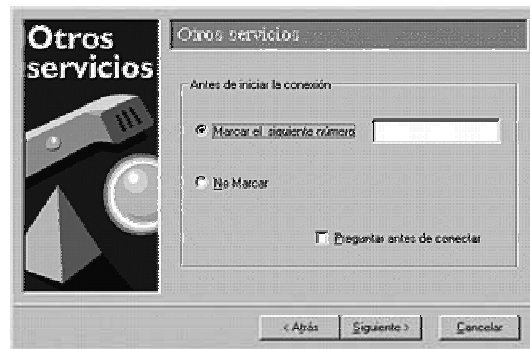 Otros
servicios
Otros servicios
Antes de iniciar la conexión
Marcar el siguiente número
No Marcar
Preguntar antes de conectar
< Atrás
Siguiente >
Cancelar